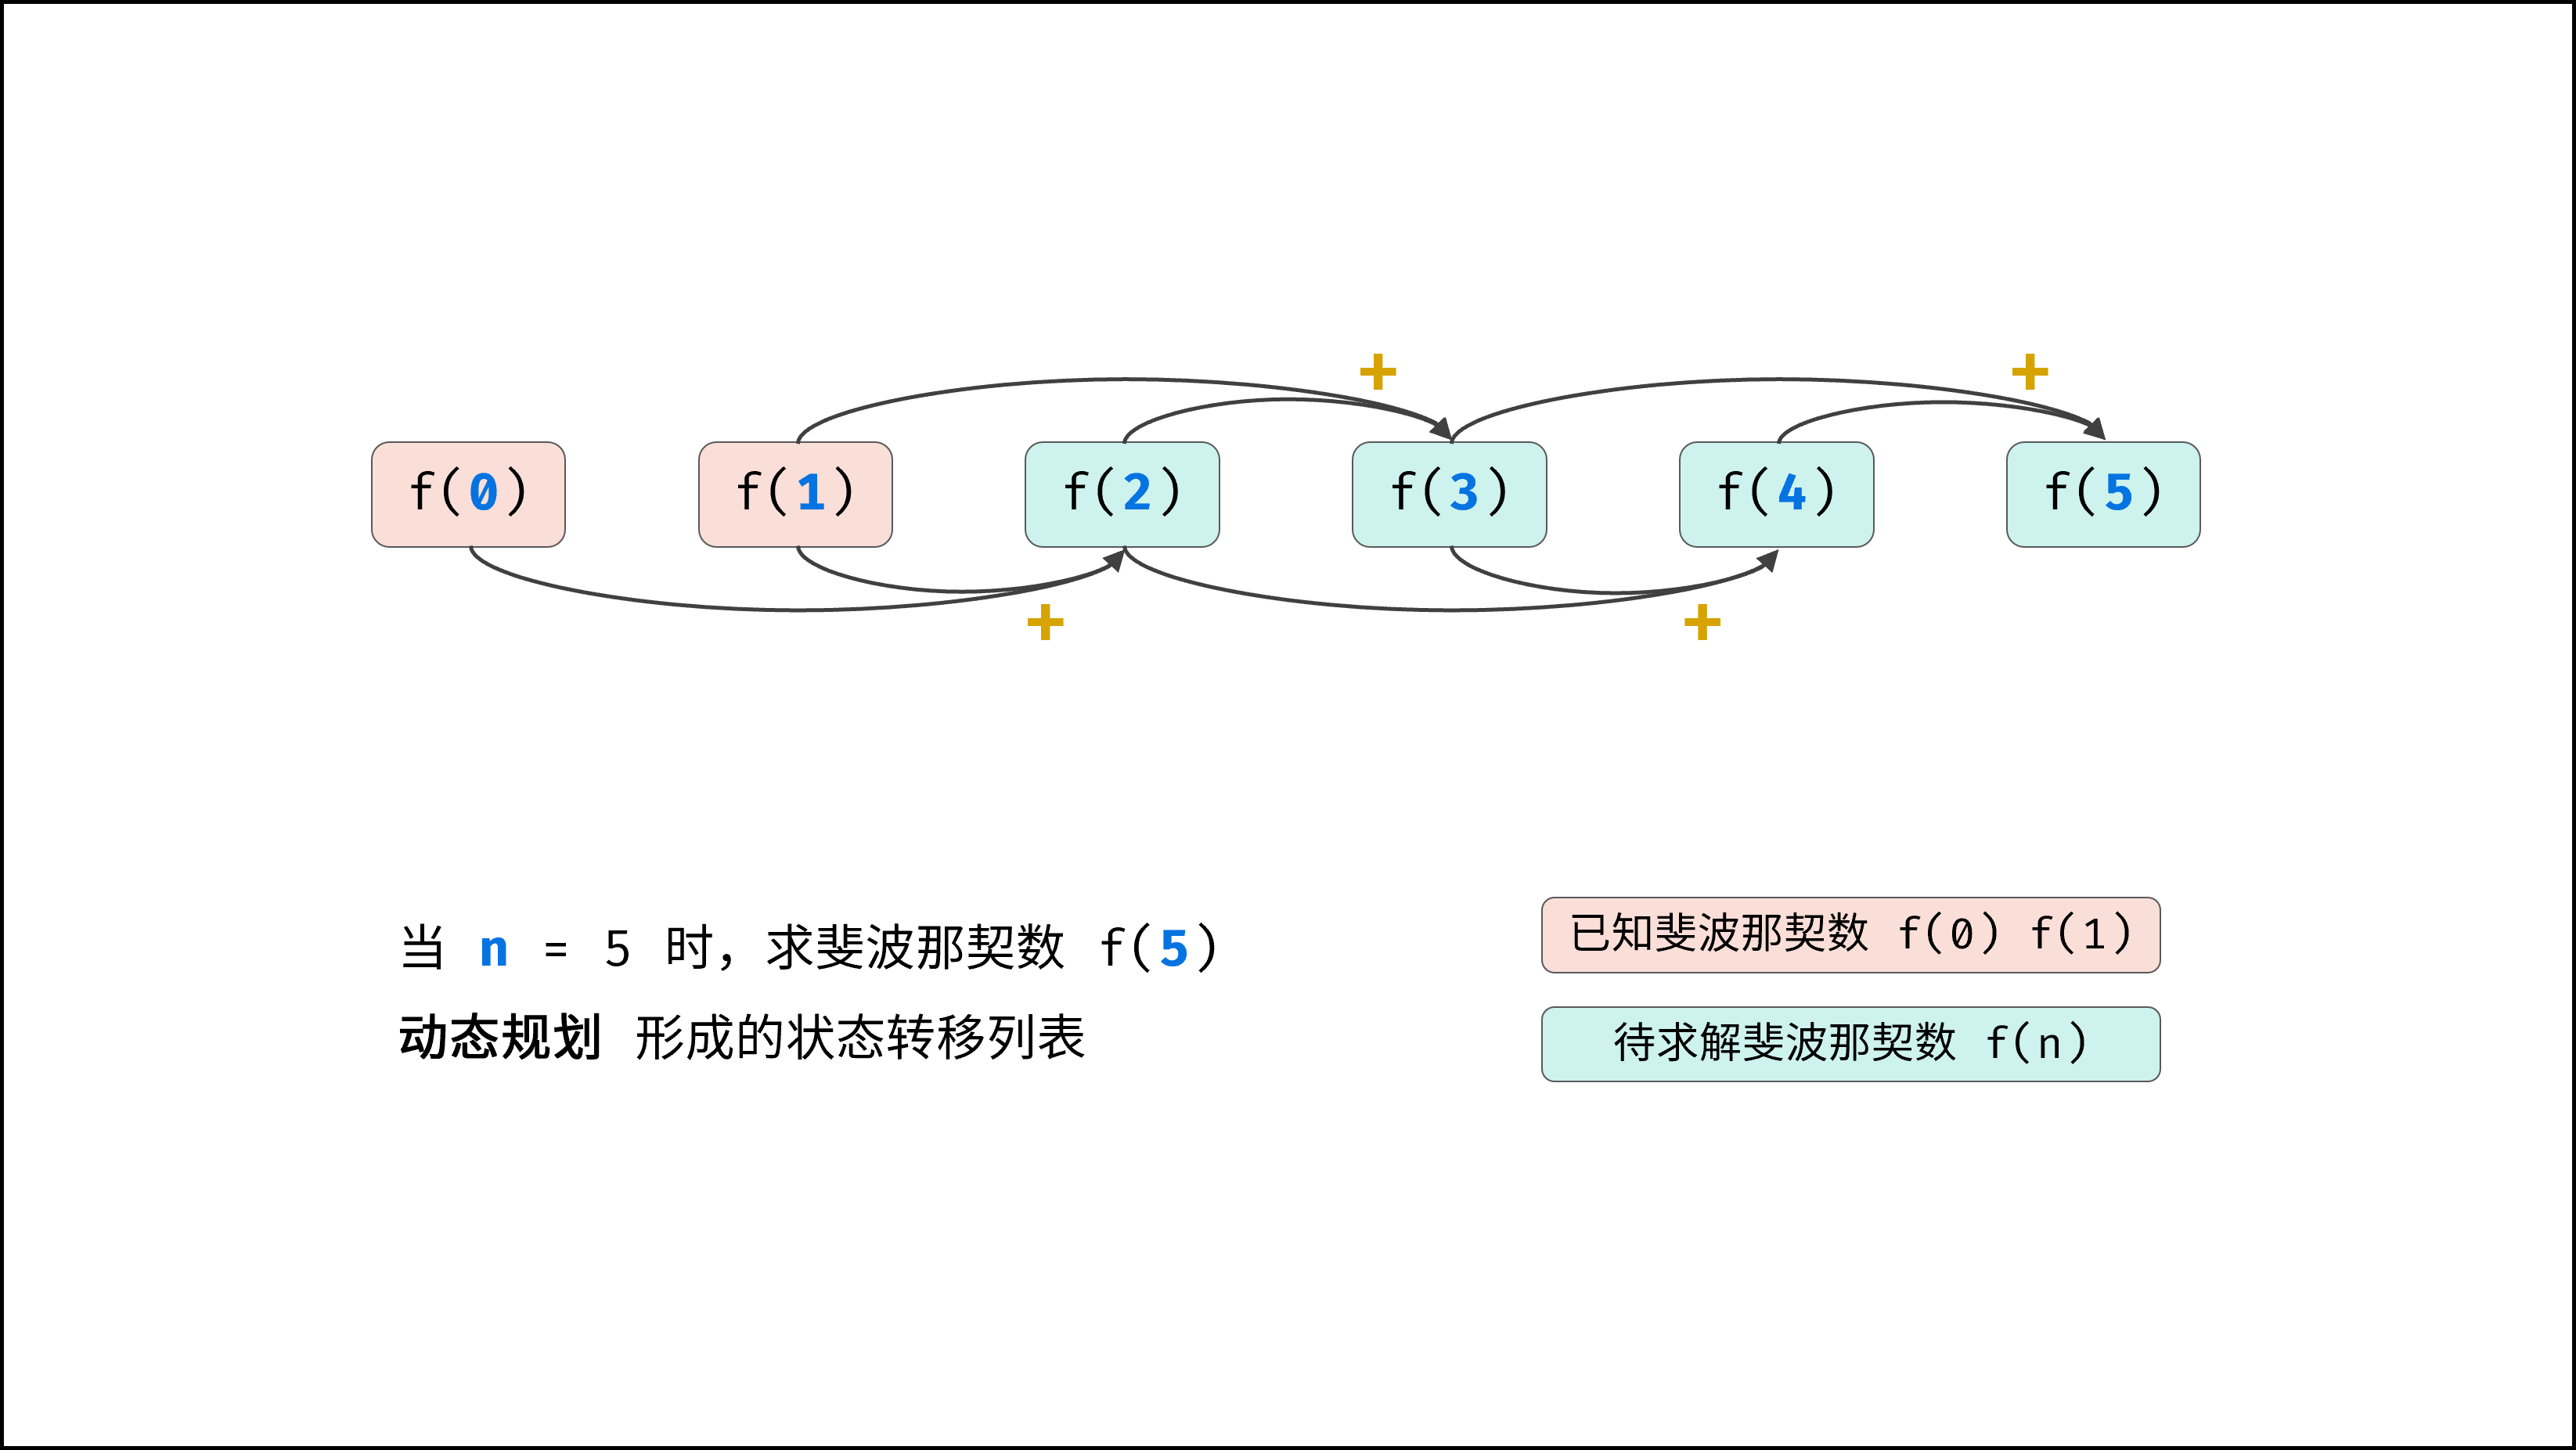 + +
f(0) f(1) f(2) f(3) f(4) f(5)
+ +
当 n = 5 时，求斐波那契数 f(5)
动态规划 形成的状态转移列表
已知斐波那契数 f(0) f(1)
待求解斐波那契数 f(n)